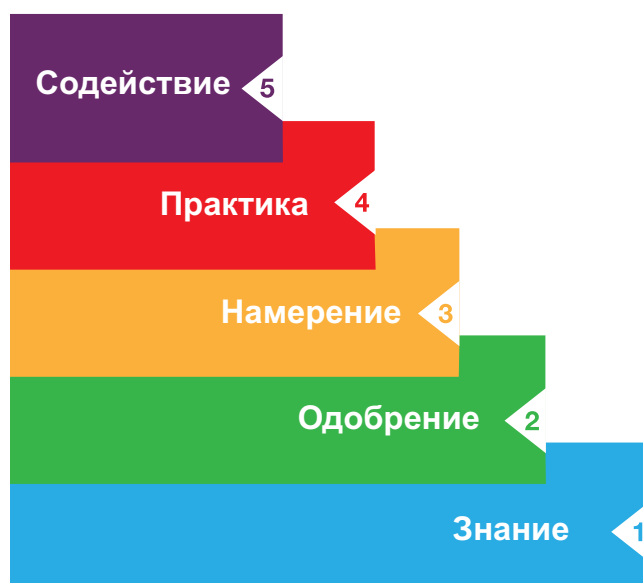 Содействие 5
Практика 4
Намерение 3
Одобрение 2
Знание 1